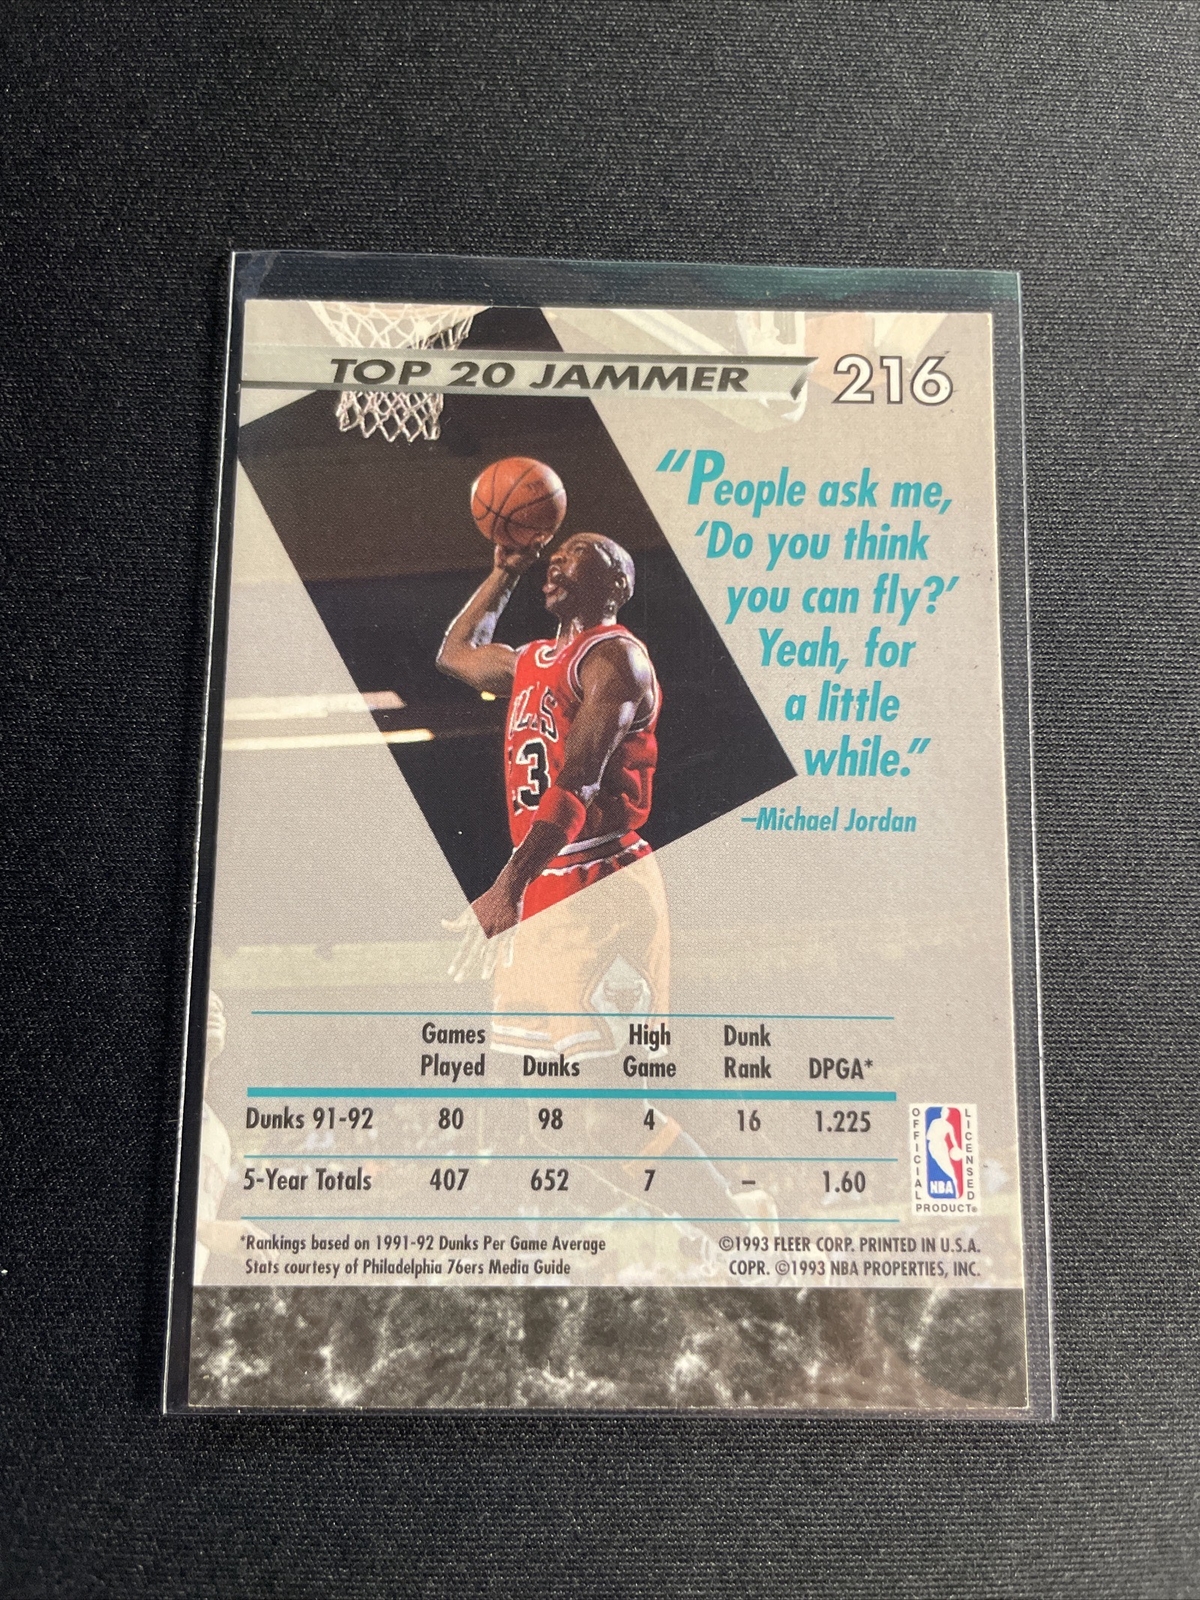 TOP 20 JAMMER 216
“People ask me,
‘Do you think
you can fly?’
Yeah, for
a little
while.”
–Michael Jordan
LLS
3
Games Played Dunks High Game Dunk Rank DPGA*
Dunks 91-92 80 98 4 16 1.225
5-Year Totals 407 652 7 – 1.60
OFFICIAL LICENSED
NBA
PRODUCT®
*Rankings based on 1991-92 Dunks Per Game Average
Stats courtesy of Philadelphia 76ers Media Guide
©1993 FLEER CORP. PRINTED IN U.S.A.
COPR. ©1993 NBA PROPERTIES, INC.